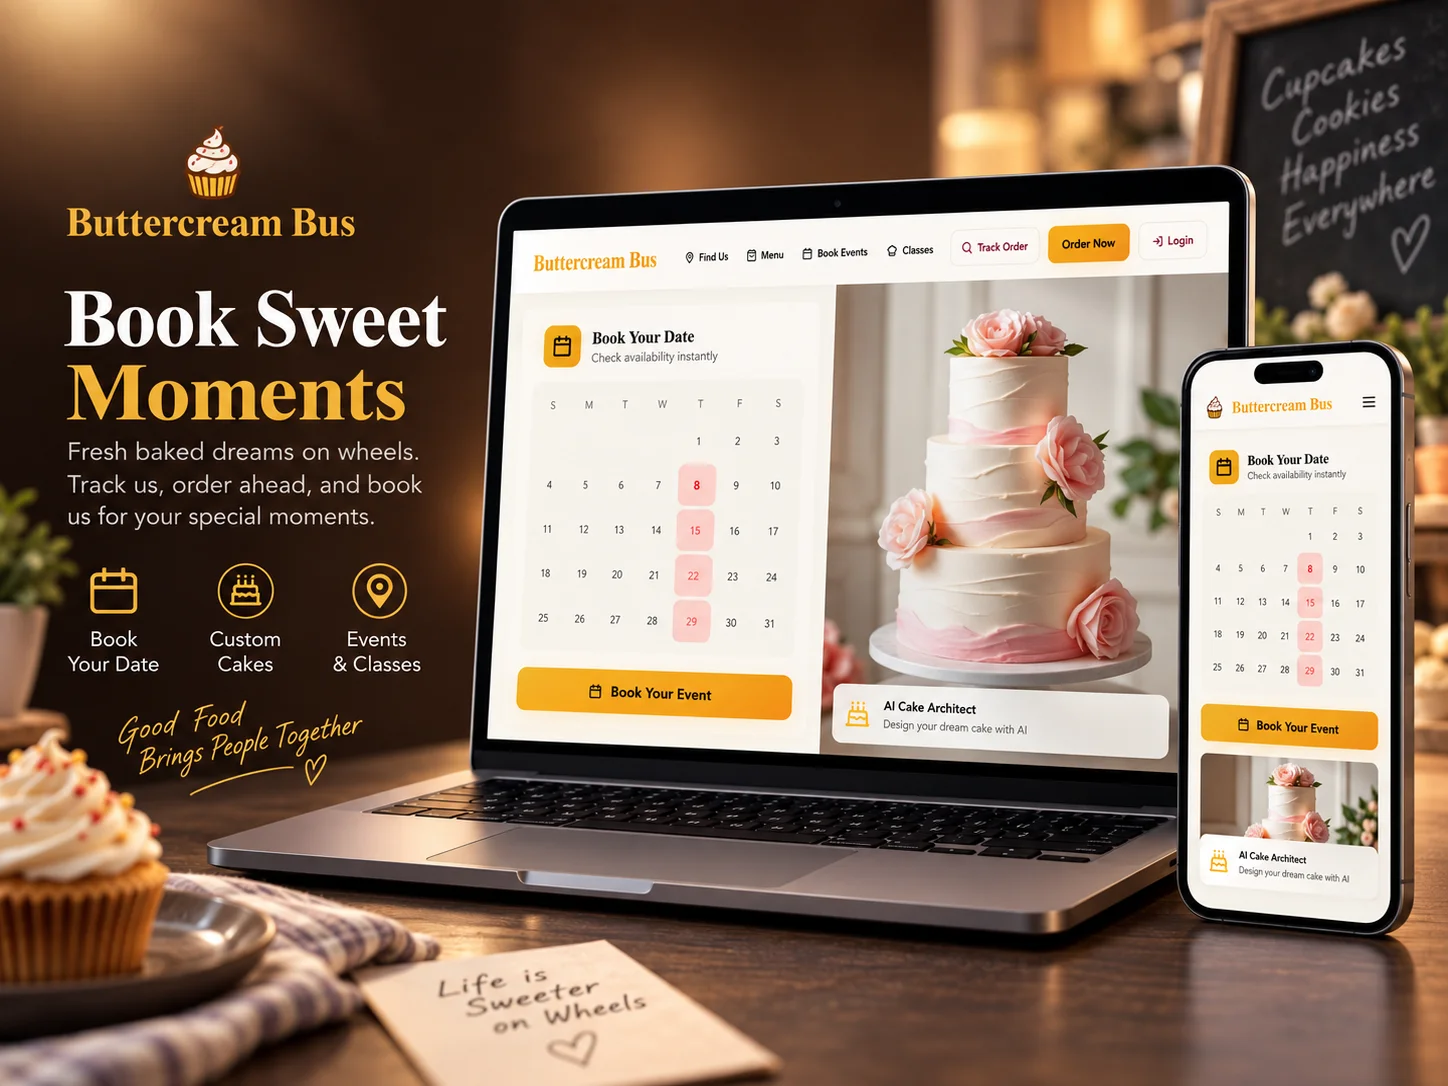 Buttercream Bus
Book Sweet
Moments
Fresh baked dreams on wheels.
Track us, order ahead, and book
us for your special moments.
Book
Your Date
Custom
Cakes
Events
& Classes
Good Food
Brings People Together
Buttercream Bus
Find Us
Menu
Book Events
Classes
Track Order
Order Now
Login
Book Your Date
Check availability instantly
S M T W T F S
1 2 3
4 5 6 7 8 9 10
11 12 13 14 15 16 17
18 19 20 21 22 23 24
25 26 27 28 29 30 31
Book Your Event
AI Cake Architect
Design your dream cake with AI
Cupcakes
Cookies
Happiness
Everywhere
Buttercream Bus
Book Your Date
Check availability instantly
S M T W T F S
1 2 3
4 5 6 7 8 9 10
11 12 13 14 15 16 17
18 19 20 21 22 23 24
25 26 27 28 29 30 31
Book Your Event
AI Cake Architect
Design your dream cake with AI
Life is
Sweeter
on Wheels